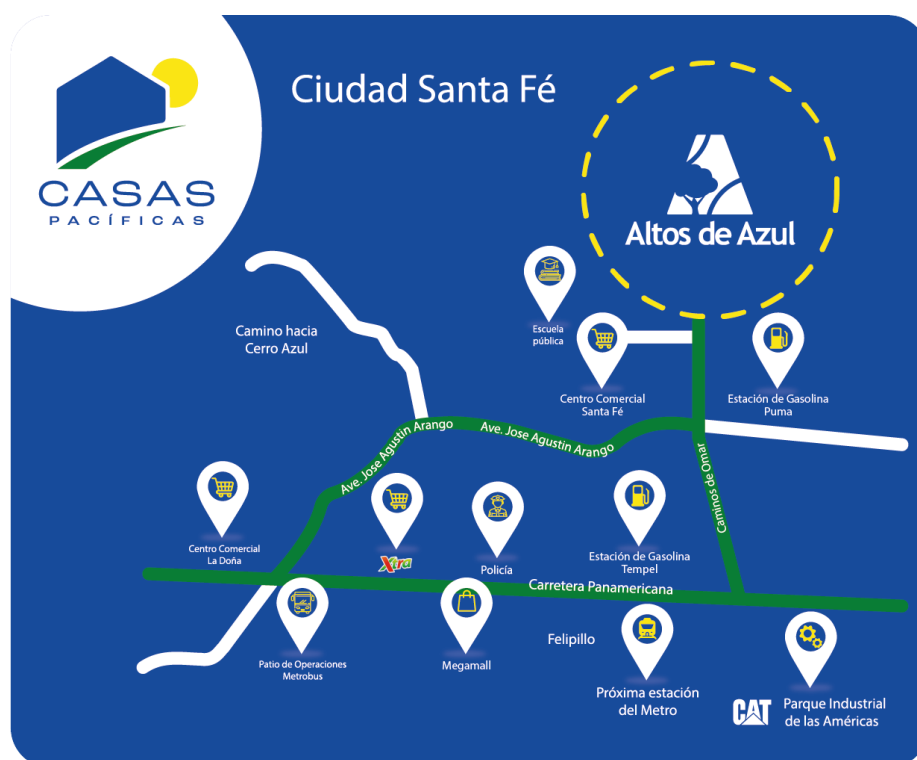 CASAS
PACÍFICAS
Ciudad Santa Fé
Altos de Azul
Escuela
pública
Camino hacia
Cerro Azul
Centro Comercial
Santa Fé
Estación de Gasolina
Puma
Ave. Jose Agustin Arango
Ave. Jose Agustin Arango
Caminos de Omar
Centro Comercial
La Doña
Xtra
Policía
Estación de Gasolina
Tempel
Carretera Panamericana
Patio de Operaciones
Metrobus
Megamall
Felipillo
Próxima estación
del Metro
CAT
Parque Industrial
de las Américas